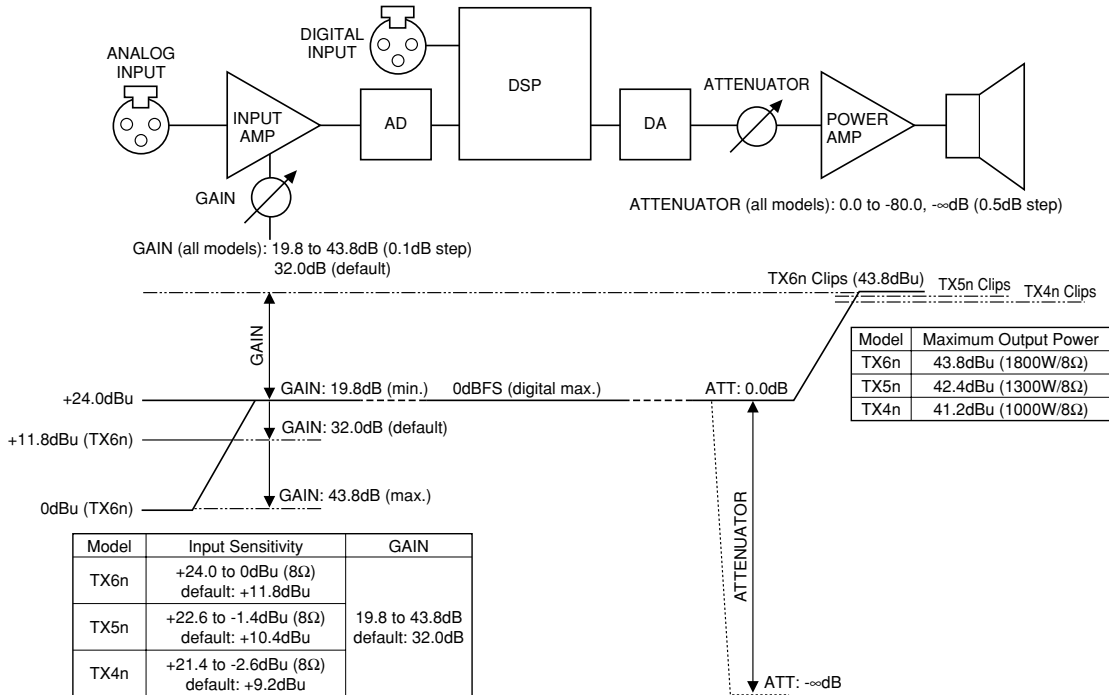 DIGITAL
INPUT
ANALOG
INPUT
DSP
ATTENUATOR
INPUT
AMP
AD
DA
POWER
AMP
GAIN
ATTENUATOR (all models): 0.0 to -80.0, -∞dB (0.5dB step)
GAIN (all models): 19.8 to 43.8dB (0.1dB step)
32.0dB (default)
TX6n Clips (43.8dBu)
TX5n Clips
TX4n Clips
GAIN
Model Maximum Output Power
TX6n 43.8dBu (1800W/8Ω)
TX5n 42.4dBu (1300W/8Ω)
TX4n 41.2dBu (1000W/8Ω)
+24.0dBu
GAIN: 19.8dB (min.)
0dBFS (digital max.)
ATT: 0.0dB
GAIN: 32.0dB (default)
+11.8dBu (TX6n)
GAIN: 43.8dB (max.)
0dBu (TX6n)
ATTENUATOR
Model Input Sensitivity GAIN
TX6n +24.0 to 0dBu (8Ω)
default: +11.8dBu
TX5n +22.6 to -1.4dBu (8Ω) 19.8 to 43.8dB
default: +10.4dBu default: 32.0dB
TX4n +21.4 to -2.6dBu (8Ω)
default: +9.2dBu
ATT: -∞dB